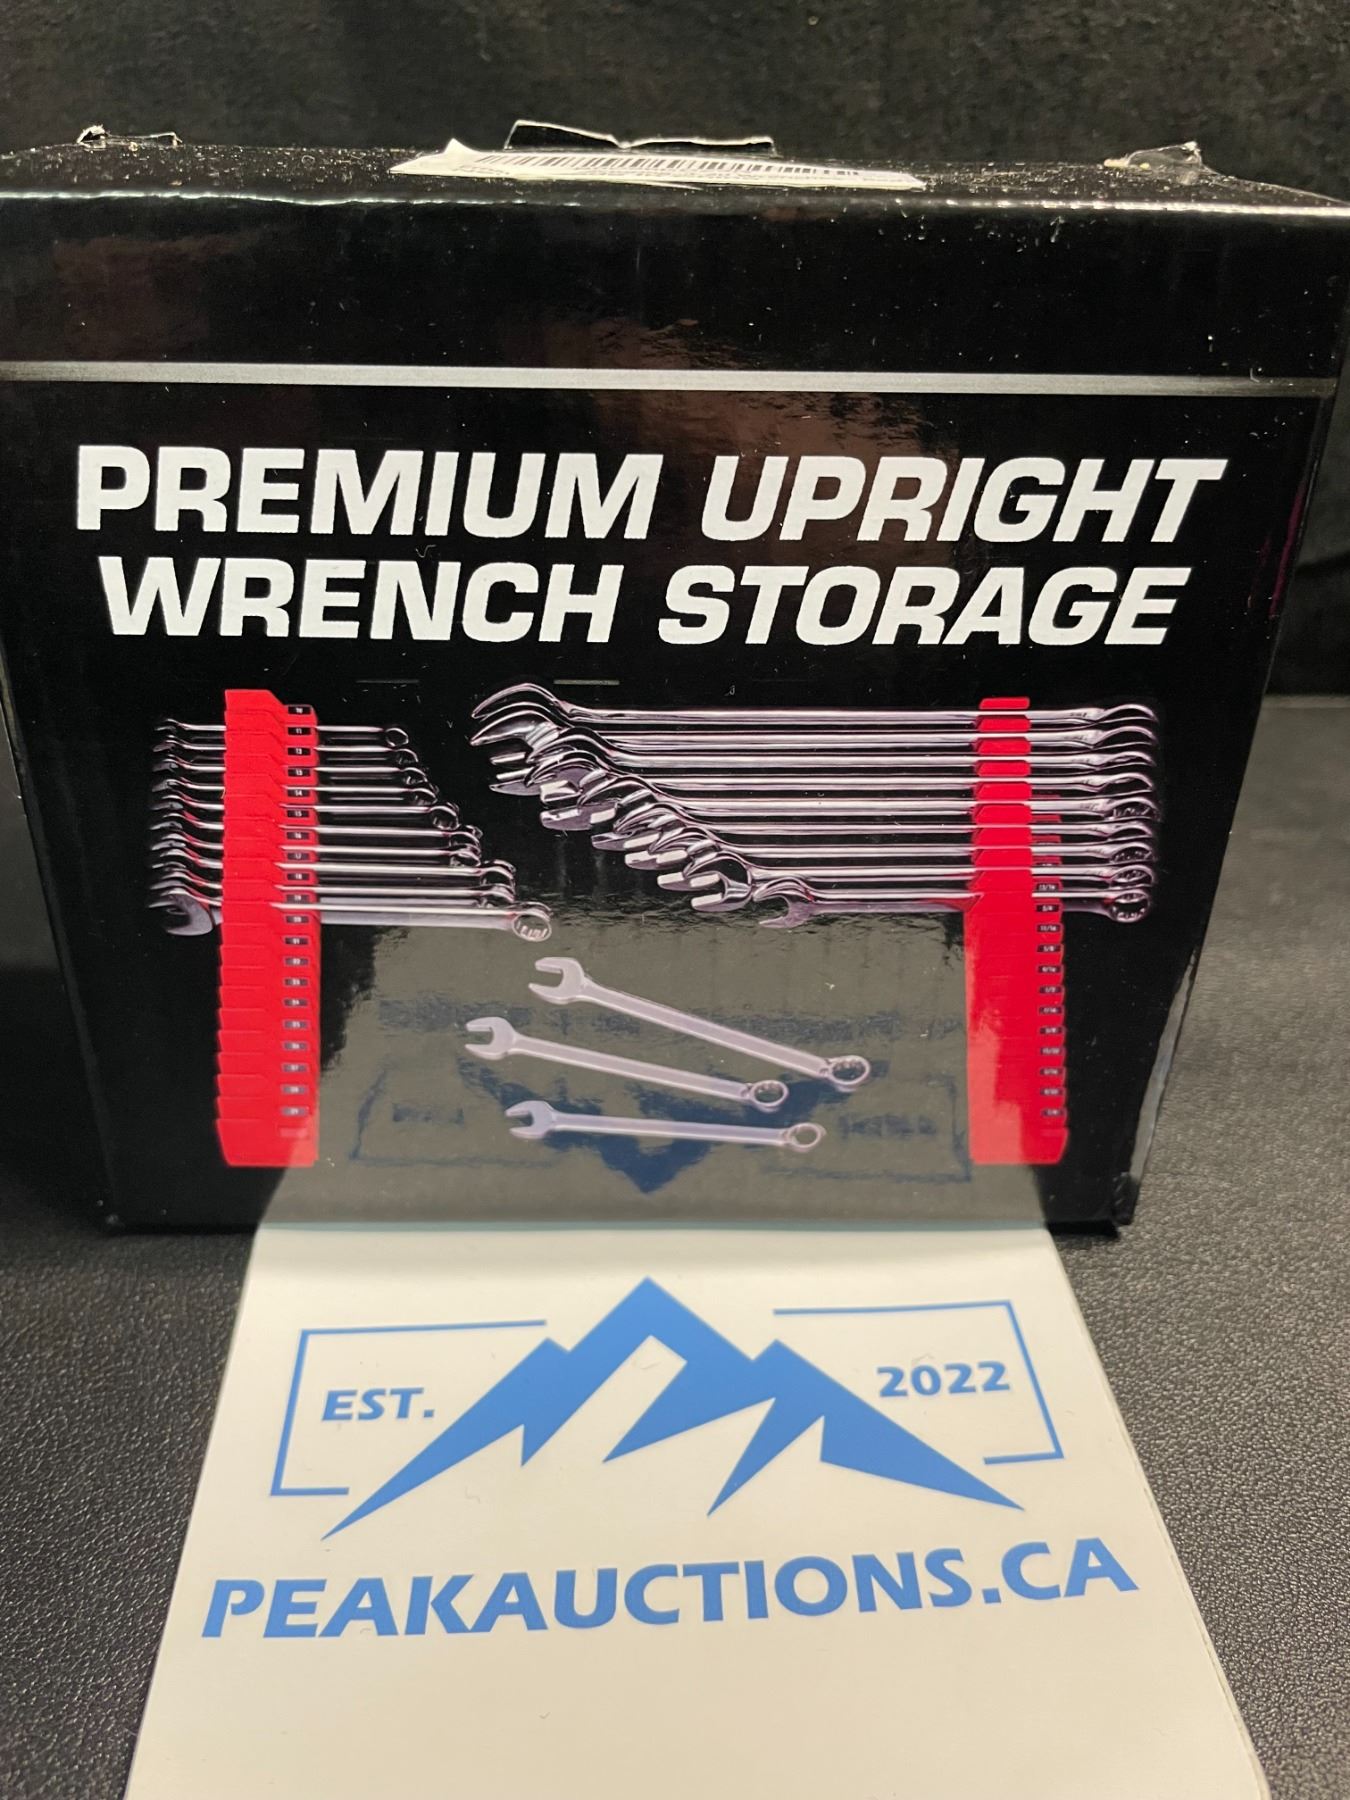 PREMIUM UPRIGHT
WRENCH STORAGE
EST.
2022
PEAKAUCTIONS.CA